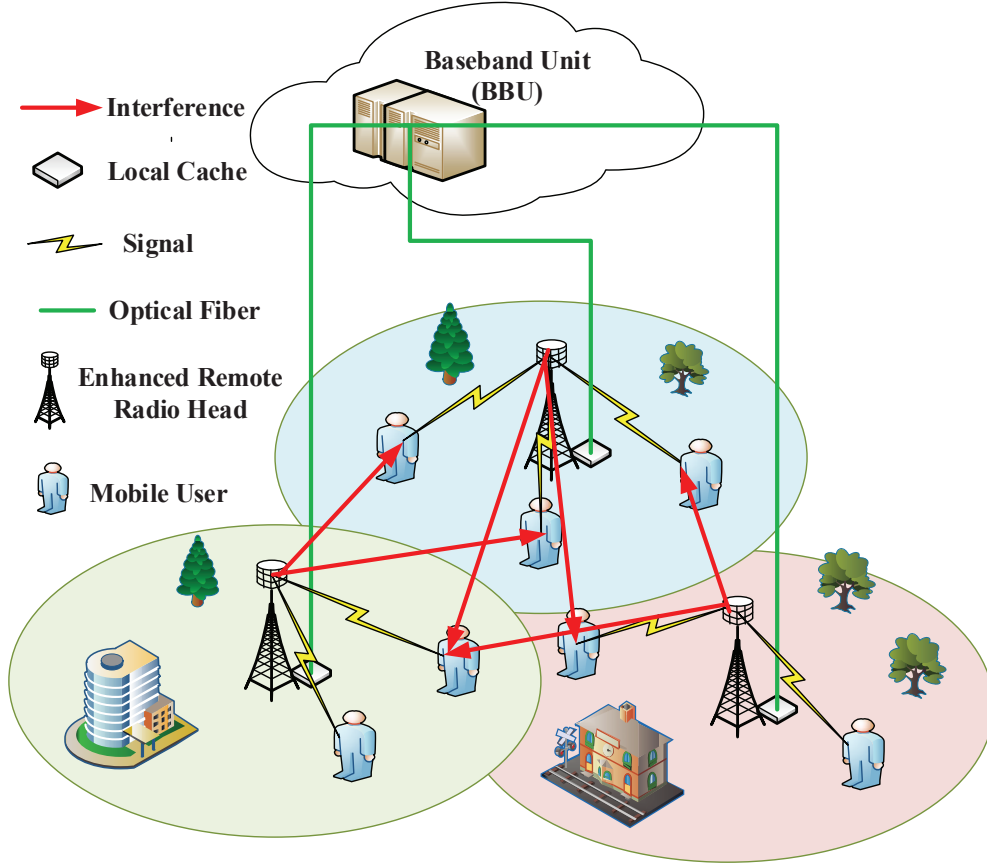 Baseband Unit
(BBU)
Interference
Local Cache
Signal
Optical Fiber
Enhanced Remote
Radio Head
Mobile User